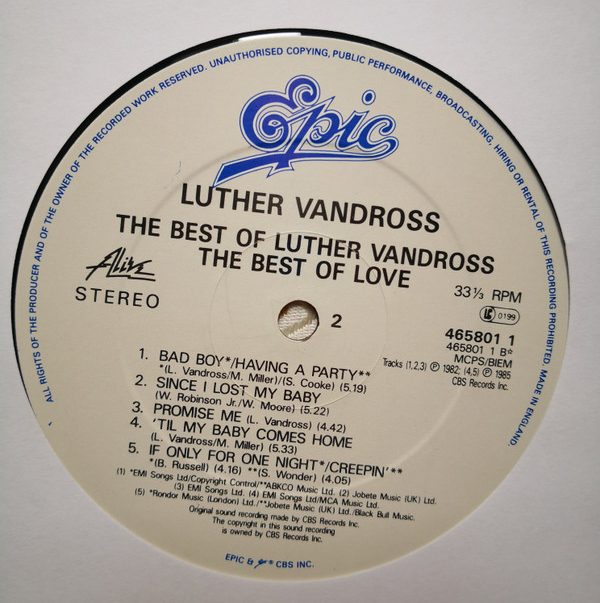 ALL RIGHTS OF THE PRODUCER AND OF THE OWNER OF THE RECORDED WORK RESERVED. UNAUTHORISED COPYING, PUBLIC PERFORMANCE, BROADCASTING, HIRING OR RENTAL OF THIS RECORDING PROHIBITED. MADE IN ENGLAND.
Epic
LUTHER VANDROSS
THE BEST OF LUTHER VANDROSS
THE BEST OF LOVE
Alive
STEREO
33⅓ RPM
LC 0199
2
465801 1
465801 1 B☆
MCPS/BIEM
Tracks (1,2,3) Ⓟ 1982; (4,5) Ⓟ 1985
CBS Records Inc.
1. BAD BOY*/HAVING A PARTY**
*(L. Vandross/M. Miller)/(S. Cooke) (5.19)
2. SINCE I LOST MY BABY
(W. Robinson Jr./W. Moore) (5.22)
3. PROMISE ME (L. Vandross) (4.42)
4. 'TIL MY BABY COMES HOME
(L. Vandross/M. Miller) (5.33)
5. IF ONLY FOR ONE NIGHT*/CREEPIN'**
*(B. Russell) (4.16) **(S. Wonder) (4.05)
(1) *EMI Songs Ltd/Copyright Control/**ABKCO Music Ltd. (2) Jobete Music (UK) Ltd.
(3) EMI Songs Ltd. (4) EMI Songs Ltd/MCA Music Ltd.
(5) *Rondor Music (London) Ltd./**Jobete Music (UK) Ltd./Black Bull Music.
Original sound recording made by CBS Records Inc.
The copyright in this sound recording
is owned by CBS Records Inc.
EPIC & * CBS INC.